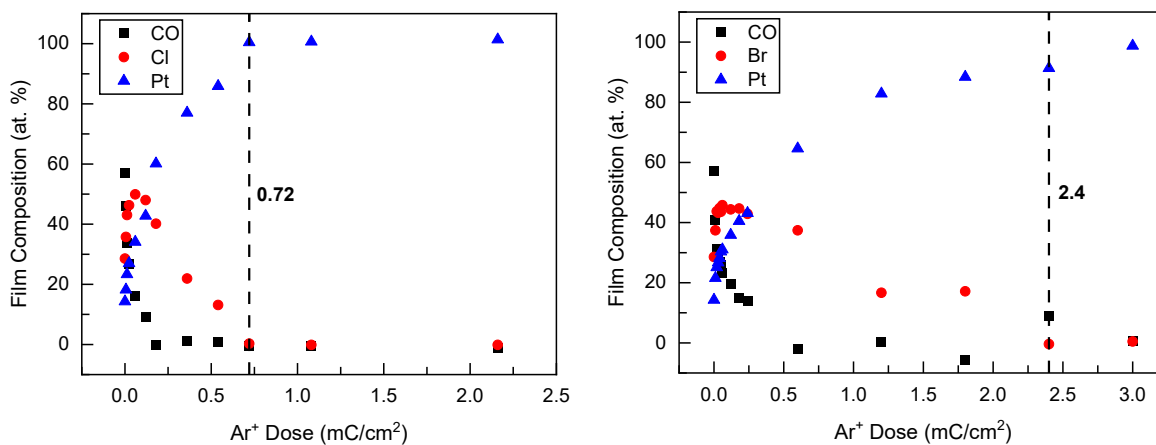 CO
Cl
Pt
100
80
60
40
20
0
Film Composition (at. %)
0.72
0.0 0.5 1.0 1.5 2.0 2.5
Ar⁺ Dose (mC/cm²)
CO
Br
Pt
100
80
60
40
20
0
Film Composition (at. %)
2.4
0.0 0.5 1.0 1.5 2.0 2.5 3.0
Ar⁺ Dose (mC/cm²)